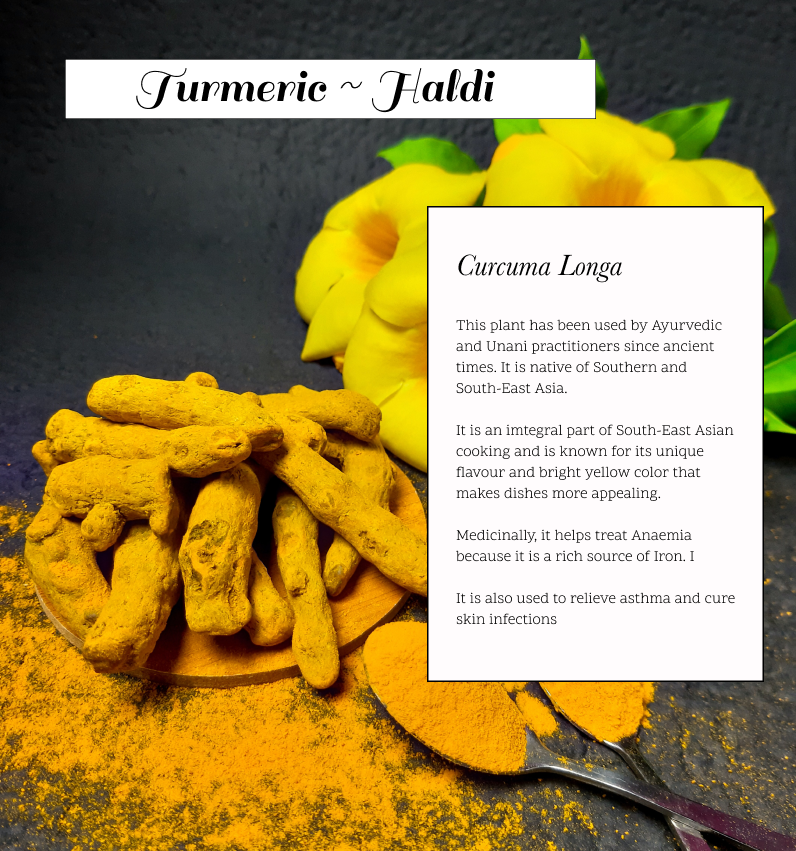 Turmeric ~ Haldi
Curcuma Longa
This plant has been used by Ayurvedic
and Unani practitioners since ancient
times. It is native of Southern and
South-East Asia.
It is an imtegral part of South-East Asian
cooking and is known for its unique
flavour and bright yellow color that
makes dishes more appealing.
Medicinally, it helps treat Anaemia
because it is a rich source of Iron. I
It is also used to relieve asthma and cure
skin infections